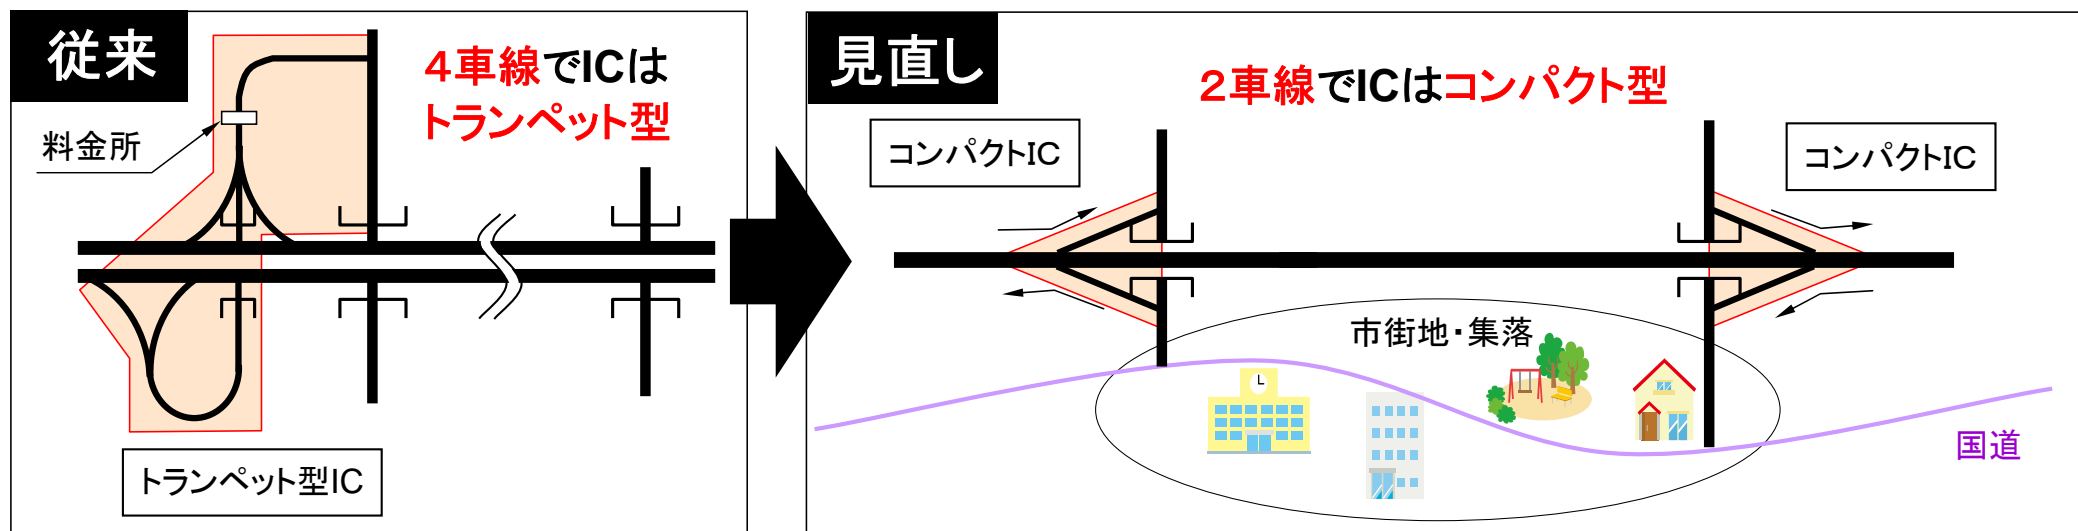 従来
4車線でICは
トランペット型
料金所
トランペット型IC
見直し
2車線でICはコンパクト型
コンパクトIC
コンパクトIC
市街地・集落
国道